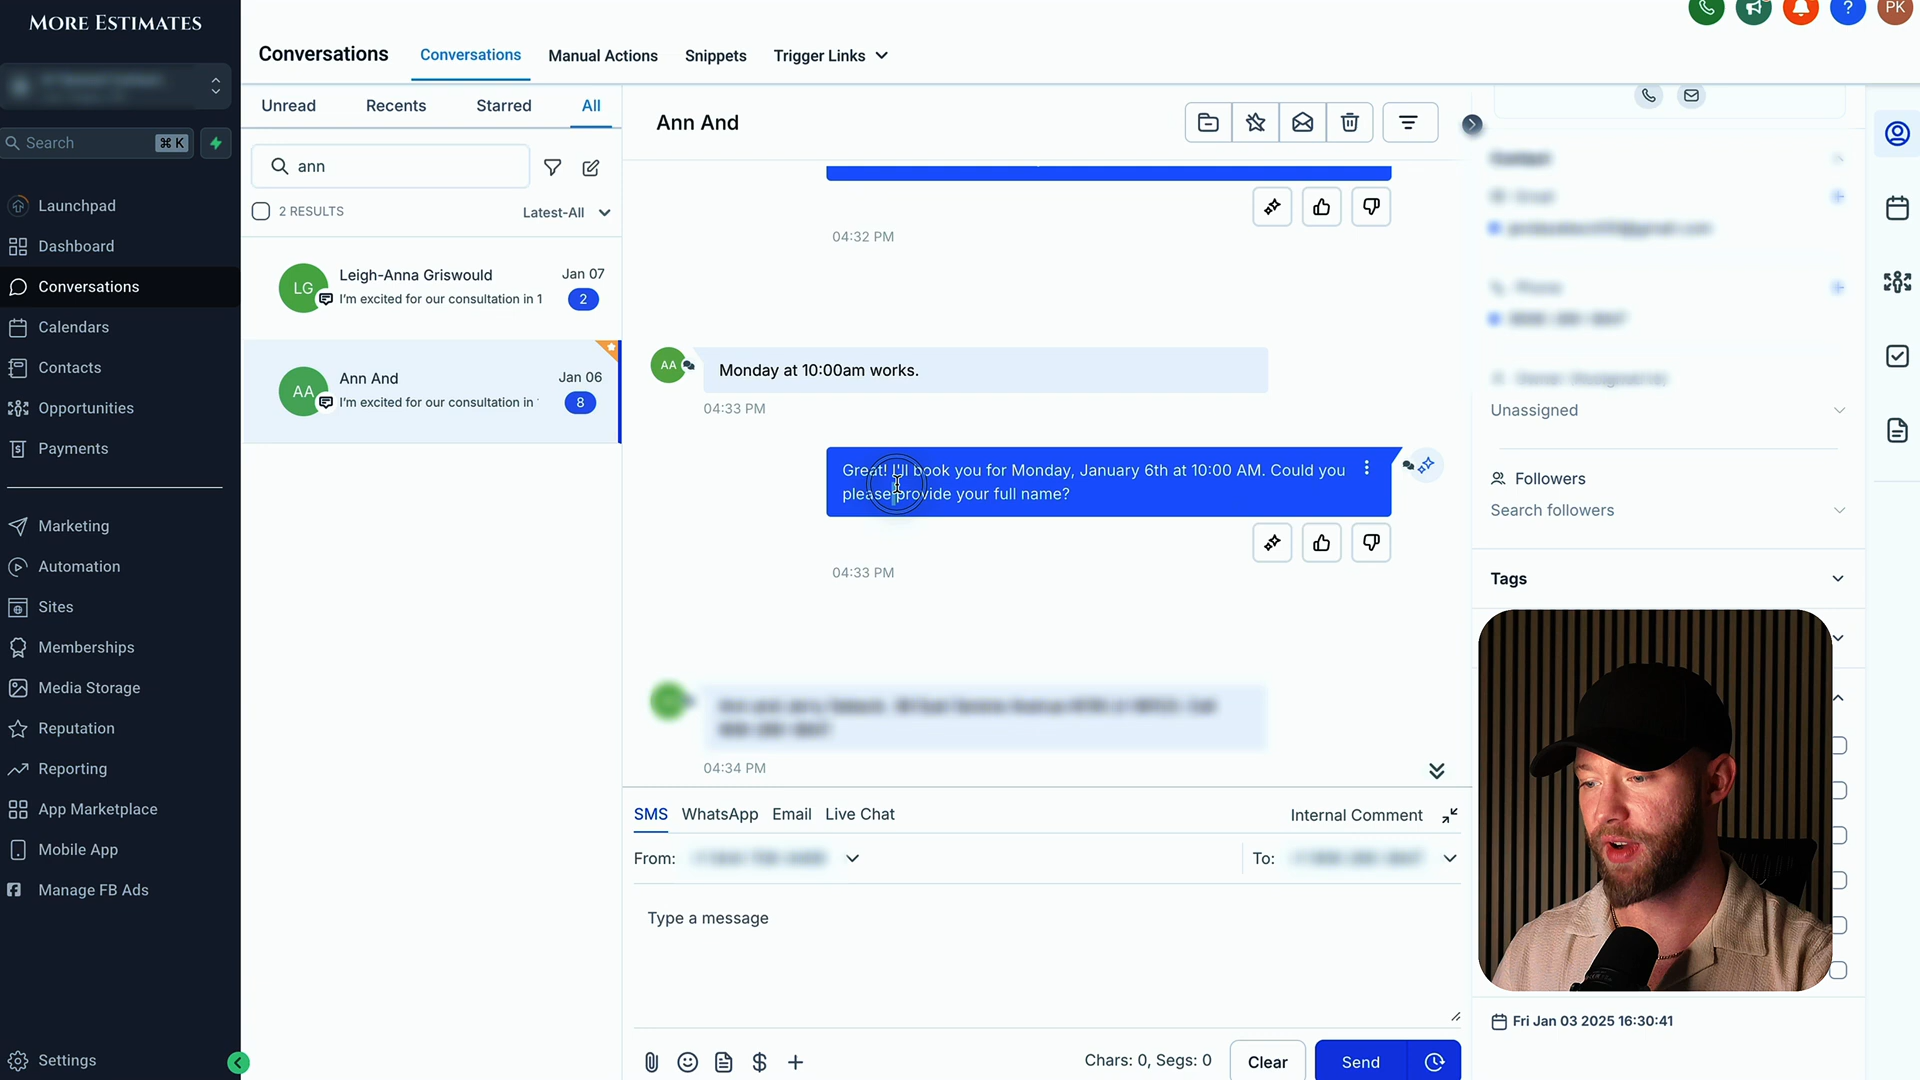 MORE ESTIMATES
Search
⌘ K
Launchpad
Dashboard
Conversations
Calendars
Contacts
Opportunities
Payments
Marketing
Automation
Sites
Memberships
Media Storage
Reputation
Reporting
App Marketplace
Mobile App
Manage FB Ads
Settings
Conversations
Conversations
Manual Actions
Snippets
Trigger Links
PK
Unread
Recents
Starred
All
ann
2 RESULTS
Latest-All
LG
Leigh-Anna Griswould
Jan 07
I'm excited for our consultation in 1
2
AA
Ann And
Jan 06
I'm excited for our consultation in
8
Ann And
04:32 PM
AA
Monday at 10:00am works.
04:33 PM
Great! I'll book you for Monday, January 6th at 10:00 AM. Could you
please provide your full name?
04:33 PM
04:34 PM
SMS
WhatsApp
Email
Live Chat
Internal Comment
From:
To:
Type a message
Chars: 0, Segs: 0
Clear
Send
Unassigned
Followers
Search followers
Tags
Fri Jan 03 2025 16:30:41